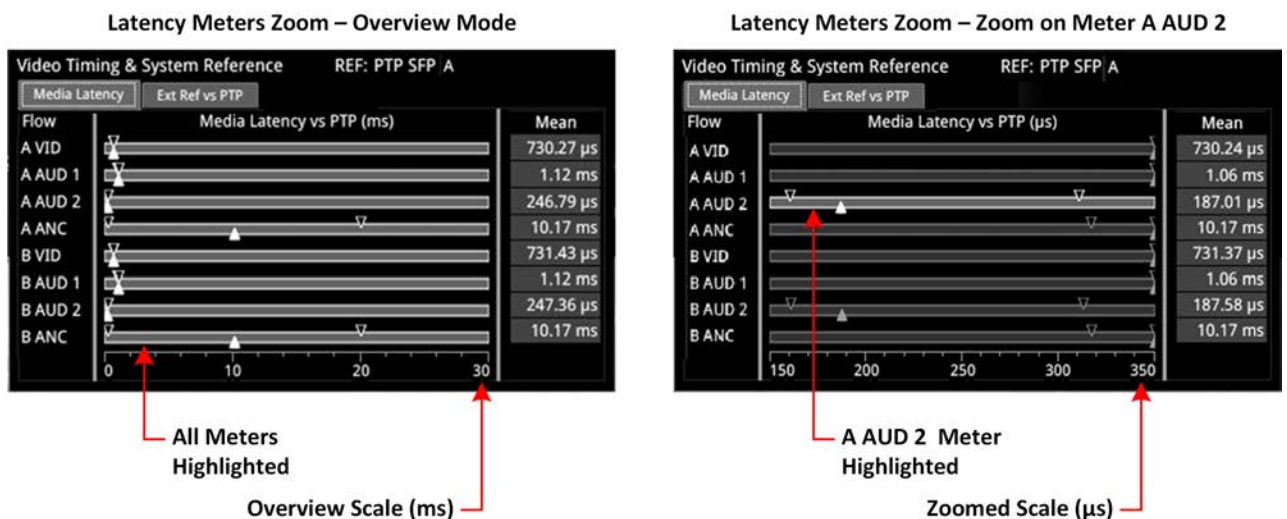 Latency Meters Zoom – Overview Mode
Video Timing & System Reference REF: PTP SFP A
Media Latency Ext Ref vs PTP
Flow Media Latency vs PTP (ms) Mean
A VID 730.27 µs
A AUD 1 1.12 ms
A AUD 2 246.79 µs
A ANC 10.17 ms
B VID 731.43 µs
B AUD 1 1.12 ms
B AUD 2 247.36 µs
B ANC 10.17 ms
0 10 20 30
All Meters
Highlighted
Overview Scale (ms)
Latency Meters Zoom – Zoom on Meter A AUD 2
Video Timing & System Reference REF: PTP SFP A
Media Latency Ext Ref vs PTP
Flow Media Latency vs PTP (µs) Mean
A VID 730.24 µs
A AUD 1 1.06 ms
A AUD 2 187.01 µs
A ANC 10.17 ms
B VID 731.37 µs
B AUD 1 1.06 ms
B AUD 2 187.58 µs
B ANC 10.17 ms
150 200 250 300 350
A AUD 2 Meter
Highlighted
Zoomed Scale (µs)